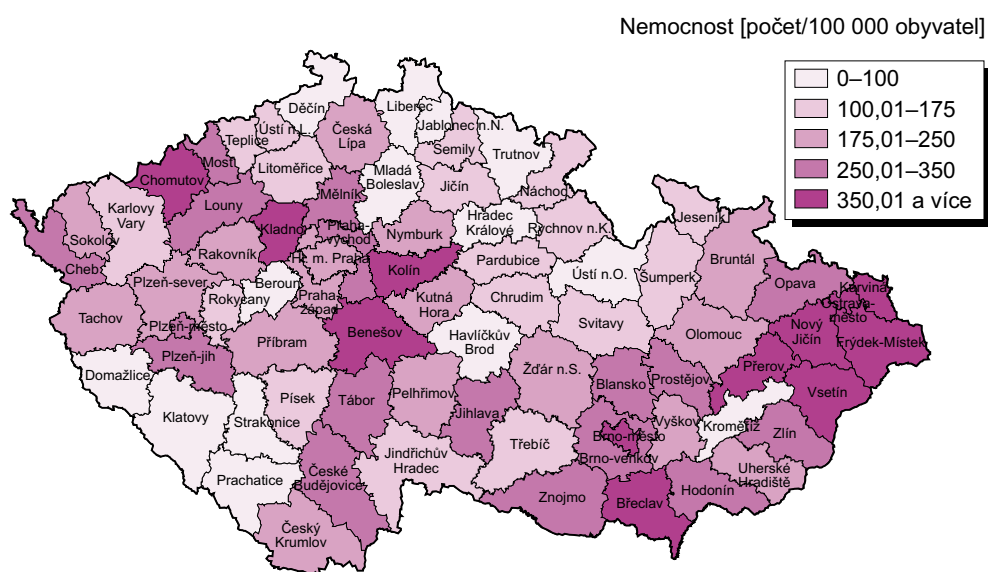 Nemocnost [počet/100 000 obyvatel]
0–100
100,01–175
175,01–250
250,01–350
350,01 a více
Děčín
Liberec
Ústí n.L.
Teplice
Česká
Lípa
Jablonec n.N.
Semily
Trutnov
Most
Chomutov
Litoměřice
Mladá
Boleslav
Jičín
Náchod
Louny
Mělník
Karlovy
Vary
Sokolov
Cheb
Kladno
Praha-
východ
Nymburk
Hradec
Králové
Rychnov n.K.
Jeseník
Rakovník
Hl. m. Praha
Kolín
Pardubice
Ústí n.O.
Šumperk
Bruntál
Opava
Karviná
Ostrava-
město
Plzeň-sever
Beroun
Rokycany
Praha-
západ
Kutná
Hora
Chrudim
Svitavy
Tachov
Plzeň-město
Benešov
Havlíčkův
Brod
Olomouc
Nový
Jičín
Frýdek-Místek
Plzeň-jih
Příbram
Domažlice
Přerov
Žďár n.S.
Blansko
Prostějov
Vsetín
Klatovy
Písek
Tábor
Pelhřimov
Jihlava
Strakonice
Vyškov
Kroměříž
Zlín
Třebíč
Brno-město
Brno-venkov
Jindřichův
Hradec
Prachatice
České
Budějovice
Uherské
Hradiště
Znojmo
Břeclav
Hodonín
Český
Krumlov